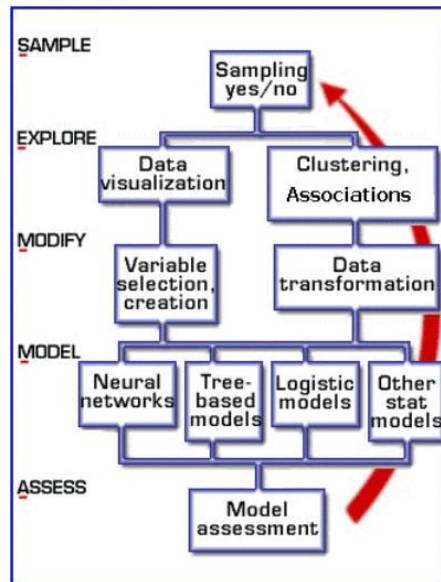 SAMPLE
Sampling
yes/no
EXPLORE
Data
visualization
Clustering,
Associations
MODIFY
Variable
selection,
creation
Data
transformation
MODEL
Neural
networks
Tree-
based
models
Logistic
models
Other
stat
models
ASSESS
Model
assessment